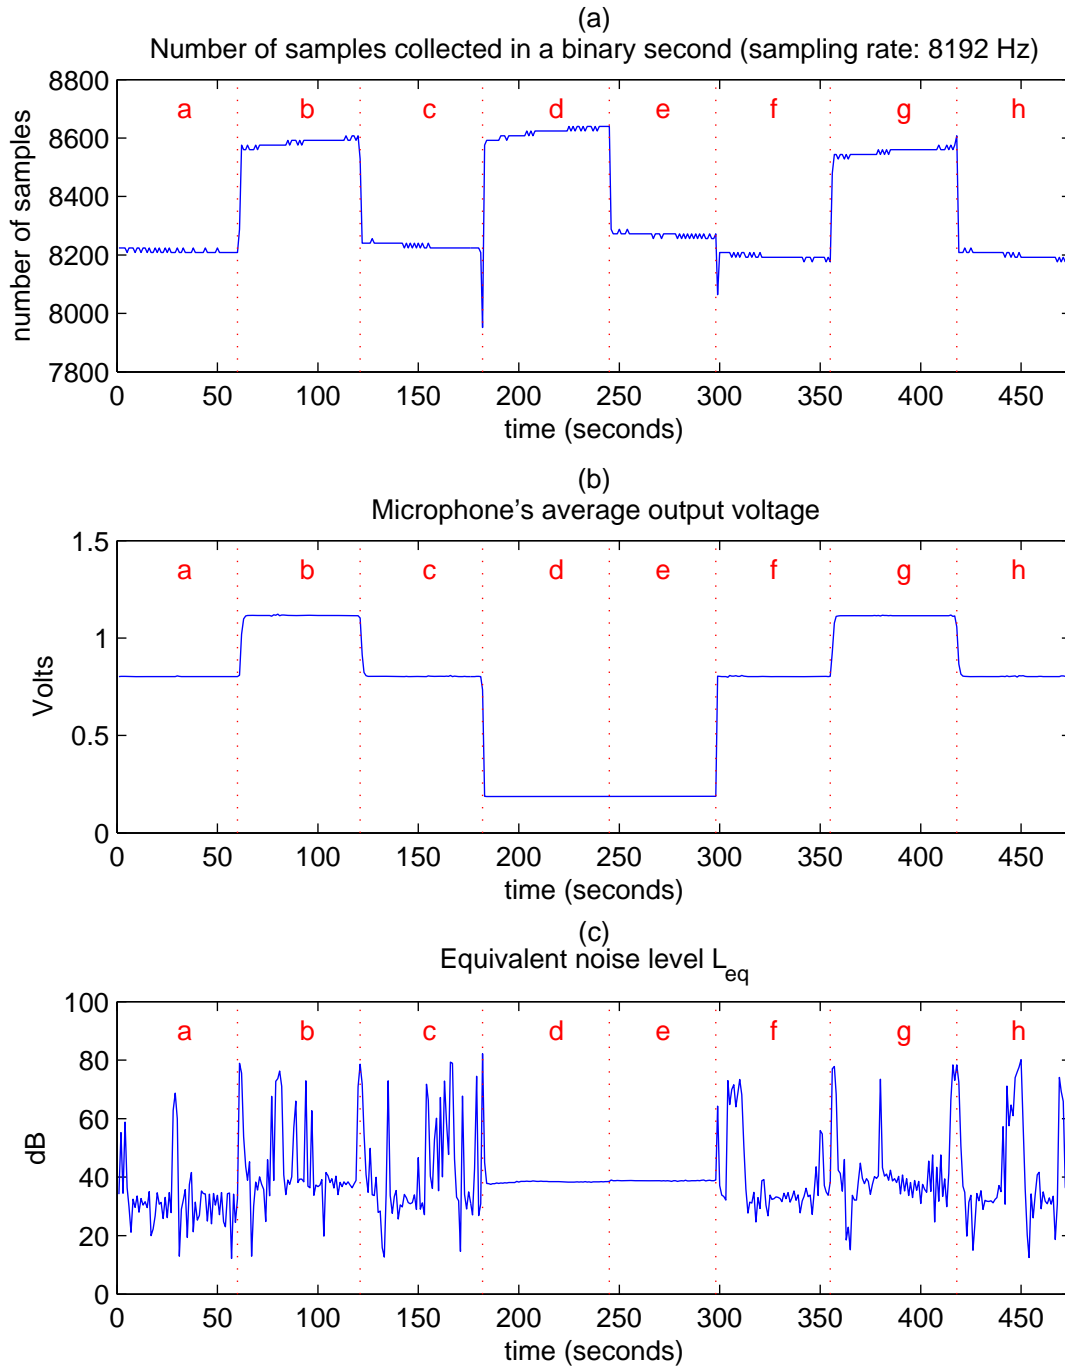 (a)
Number of samples collected in a binary second (sampling rate: 8192 Hz)
8800
8600
8400
8200
8000
7800
number of samples
a b c d e f g h
0 50 100 150 200 250 300 350 400 450
time (seconds)
(b)
Microphone's average output voltage
1.5
1
0.5
0
Volts
a b c d e f g h
0 50 100 150 200 250 300 350 400 450
time (seconds)
(c)
Equivalent noise level Leq
100
80
60
40
20
0
dB
a b c d e f g h
0 50 100 150 200 250 300 350 400 450
time (seconds)